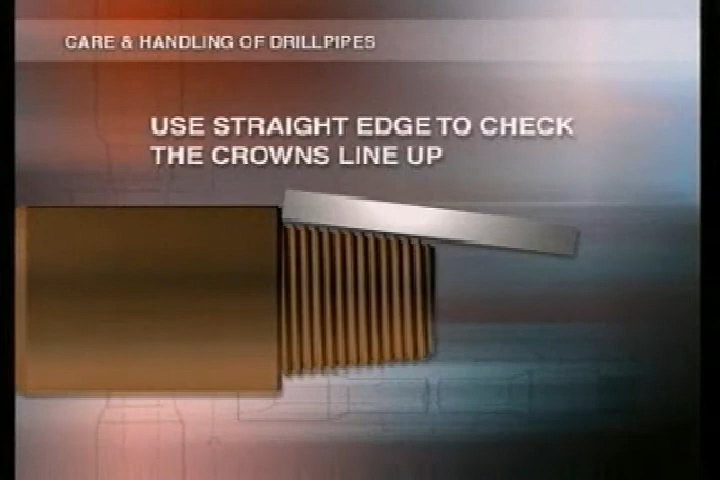 CARE & HANDLING OF DRILLPIPES
USE STRAIGHT EDGE TO CHECK
THE CROWNS LINE UP